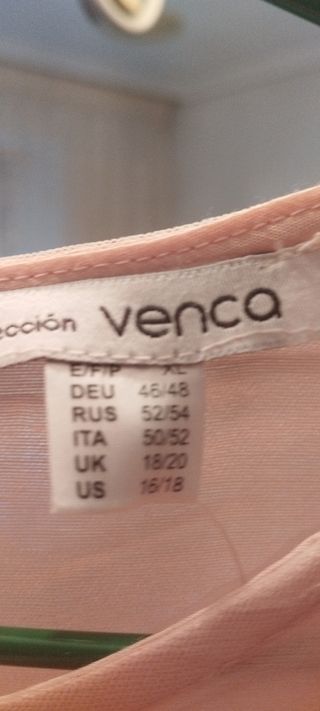 ección venca
E/F/P XL
DEU 46/48
RUS 52/54
ITA 50/52
UK 18/20
US 16/18